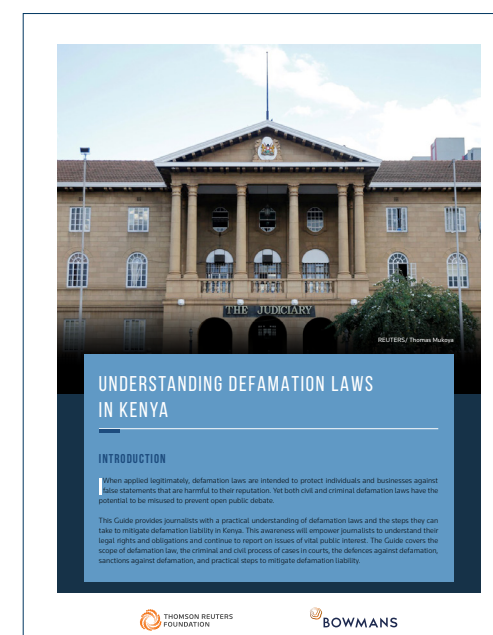 THE JUDICIARY
REUTERS/ Thomas Mukoya
UNDERSTANDING DEFAMATION LAWS
IN KENYA
INTRODUCTION
When applied legitimately, defamation laws are intended to protect individuals and businesses against
false statements that are harmful to their reputation. Yet both civil and criminal defamation laws have the
potential to be misused to prevent open public debate.
This Guide provides journalists with a practical understanding of defamation laws and the steps they can
take to mitigate defamation liability in Kenya. This awareness will empower journalists to understand their
legal rights and obligations and continue to report on issues of vital public interest. The Guide covers the
scope of defamation law, the criminal and civil process of cases in courts, the defences against defamation,
sanctions against defamation, and practical steps to mitigate defamation liability.
THOMSON REUTERS
FOUNDATION
BOWMANS